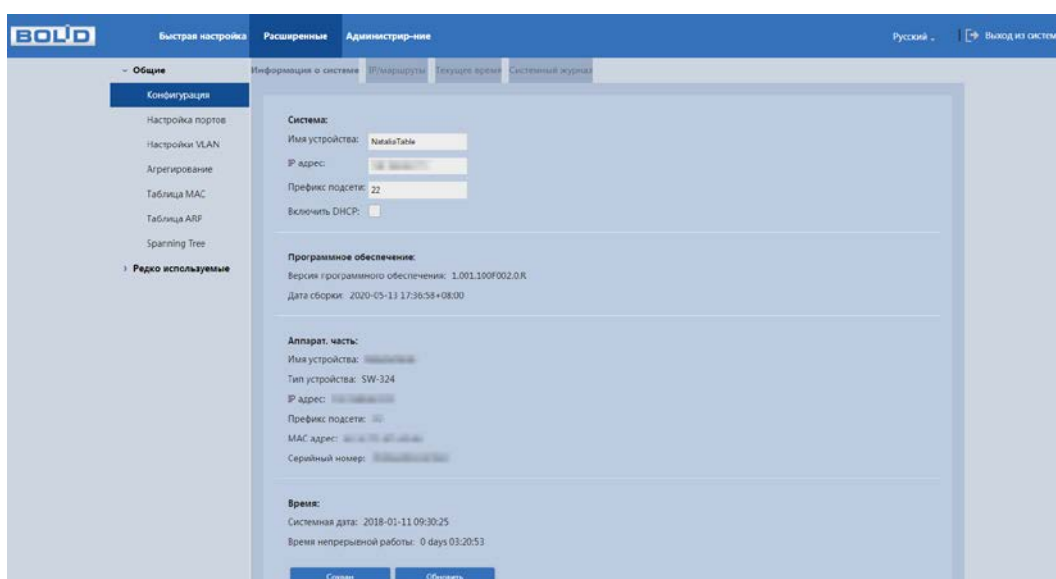 BOLID
Быстрая настройка Расширенные Администрир-ние Русский Выход из систем
Общие
Информация о системе IP/маршруты Текущее время Системный журнал
Конфигурация
Настройка портов
Настройки VLAN
Агрегирование
Таблица MAC
Таблица ARP
Spanning Tree
Редко используемые
Система:
Имя устройства: NataliaTable
IP адрес:
Префикс подсети: 22
Включить DHCP:
Программное обеспечение:
Версия программного обеспечения: 1.001.100F002.0.R
Дата сборки: 2020-05-13 17:36:58+08:00
Аппарат. часть:
Имя устройства:
Тип устройства: SW-324
IP адрес:
Префикс подсети:
MAC адрес:
Серийный номер:
Время:
Системная дата: 2018-01-11 09:30:25
Время непрерывной работы: 0 days 03:20:53
Обновить